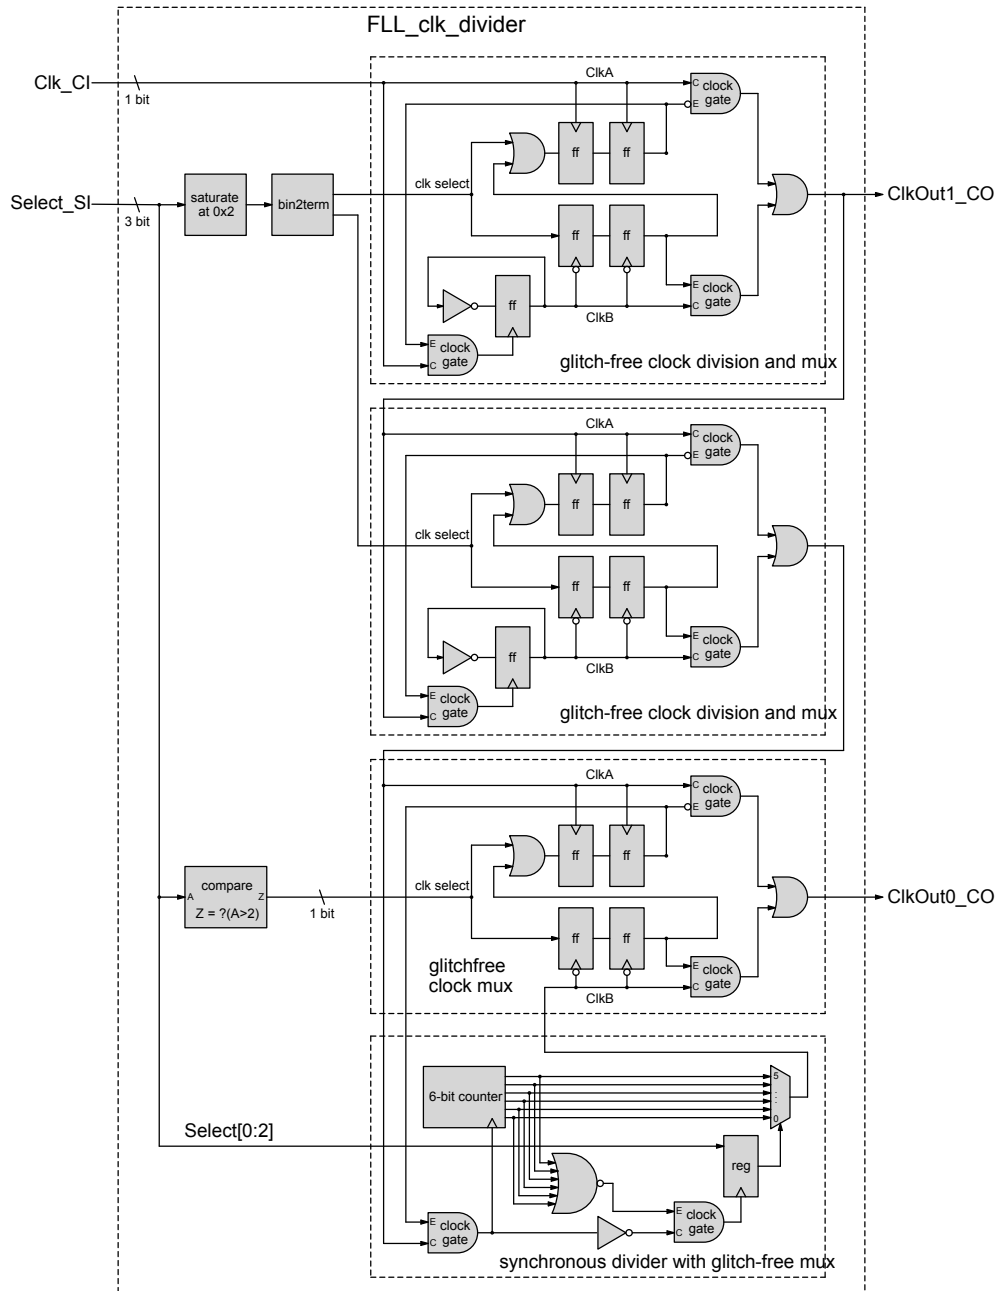 FLL_clk_divider
Clk_CI
1 bit
ClkA
C
E
clock
gate
ff
ff
clk select
Select_SI
3 bit
saturate
at 0x2
bin2term
ff
ff
ClkOut1_CO
ff
E
C
clock
gate
ClkB
E
C
clock
gate
glitch-free clock division and mux
ClkA
C
E
clock
gate
ff
ff
clk select
ff
ff
ff
E
C
clock
gate
ClkB
E
C
clock
gate
glitch-free clock division and mux
ClkA
C
E
clock
gate
ff
ff
clk select
compare
A
Z
Z = ?(A>2)
1 bit
ClkOut0_CO
ff
ff
glitchfree
clock mux
E
C
clock
gate
ClkB
6-bit counter
5
:
0
Select[0:2]
reg
E
C
clock
gate
E
C
clock
gate
synchronous divider with glitch-free mux